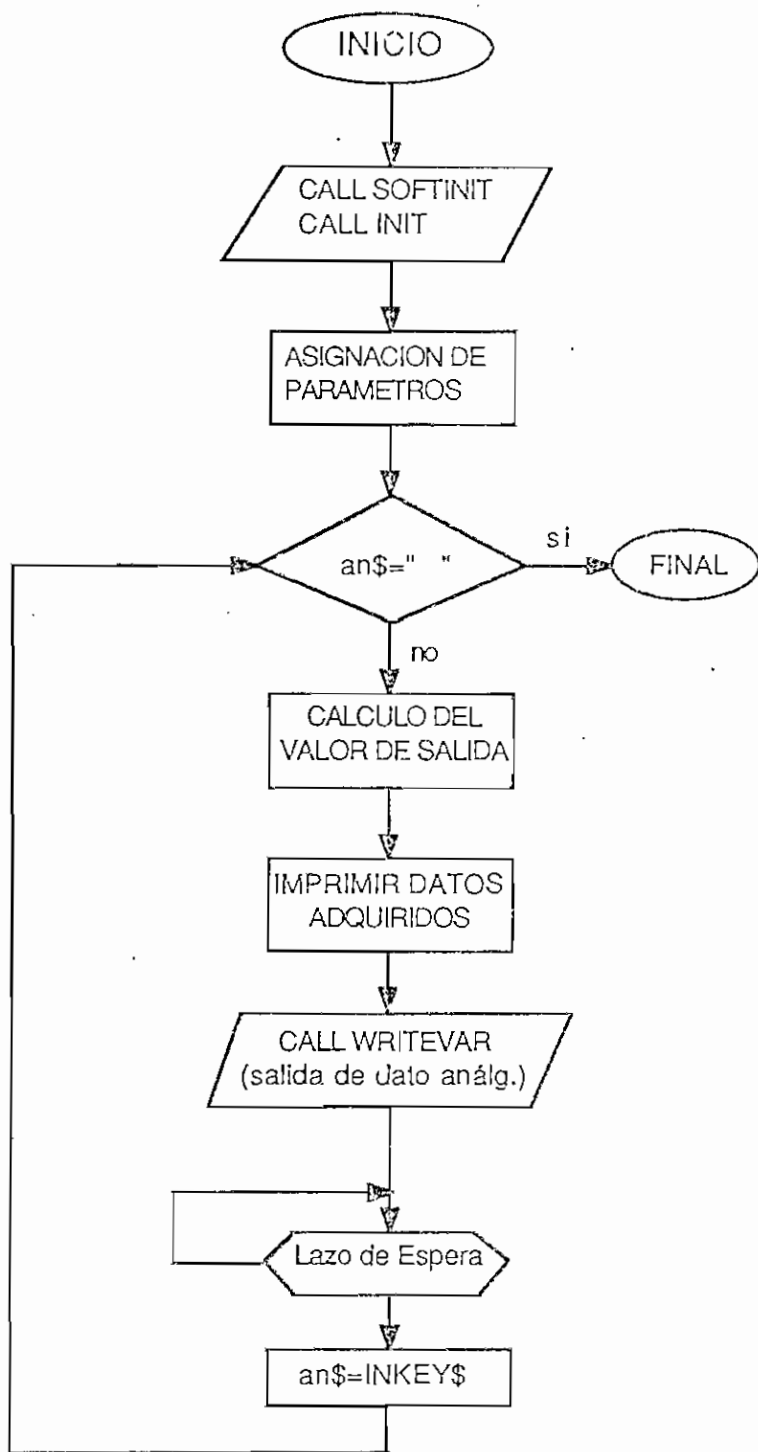 INICIO
CALL SOFTINIT
CALL INIT
ASIGNACION DE
PARAMETROS
an$=" "
si
FINAL
no
CALCULO DEL
VALOR DE SALIDA
IMPRIMIR DATOS
ADQUIRIDOS
CALL WRITEVAR
(salida de dato análg.)
Lazo de Espera
an$=INKEY$